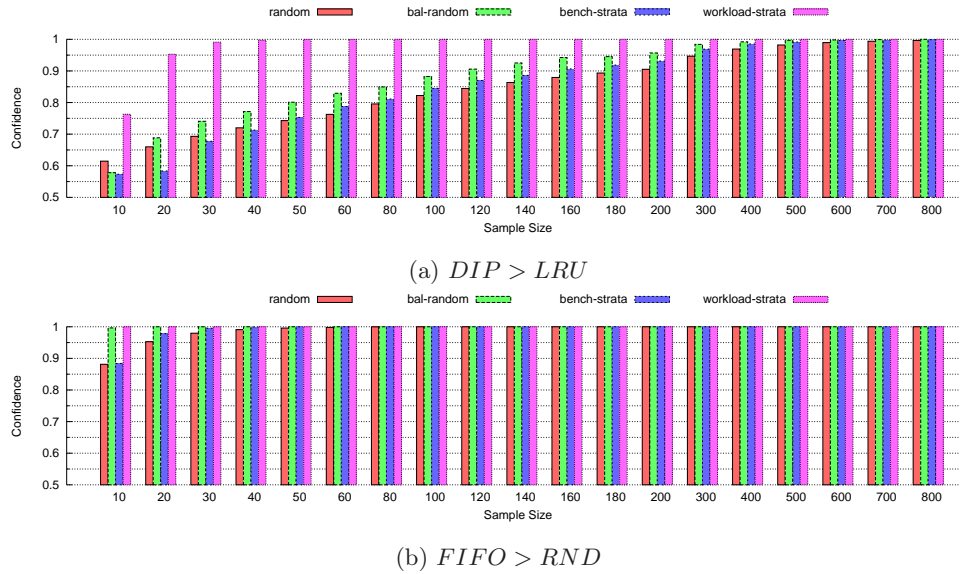 random bal-random bench-strata workload-strata
1
0.9
0.8
0.7
0.6
0.5
Confidence
10 20 30 40 50 60 80 100 120 140 160 180 200 300 400 500 600 700 800
Sample Size
(a) DIP > LRU
random bal-random bench-strata workload-strata
1
0.9
0.8
0.7
0.6
0.5
Confidence
10 20 30 40 50 60 80 100 120 140 160 180 200 300 400 500 600 700 800
Sample Size
(b) FIFO > RND